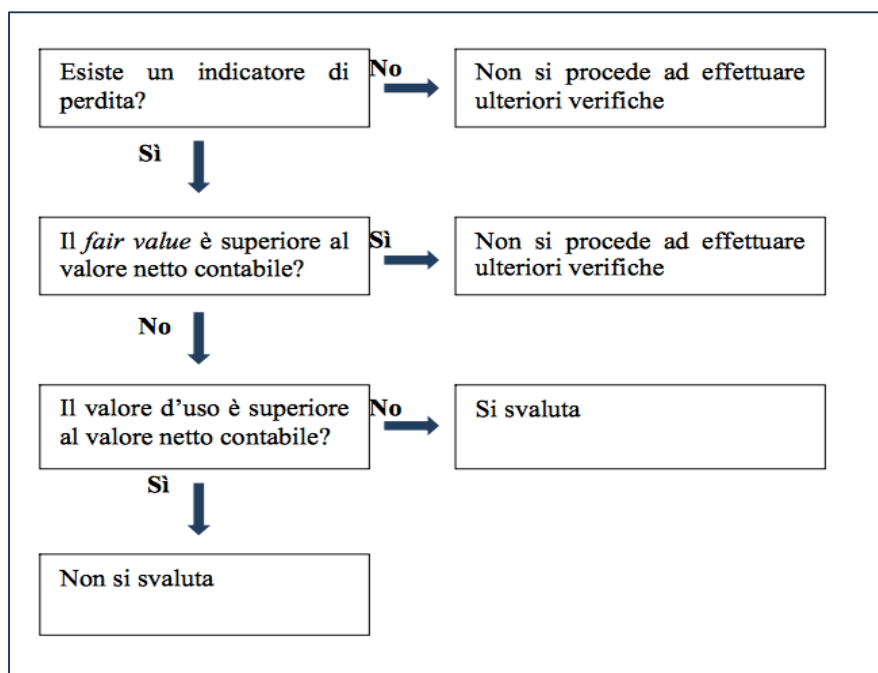 Esiste un indicatore di
perdita?
No
Non si procede ad effettuare
ulteriori verifiche
Sì
Il fair value è superiore al
valore netto contabile?
Sì
Non si procede ad effettuare
ulteriori verifiche
No
Il valore d'uso è superiore
al valore netto contabile?
No
Si svaluta
Sì
Non si svaluta